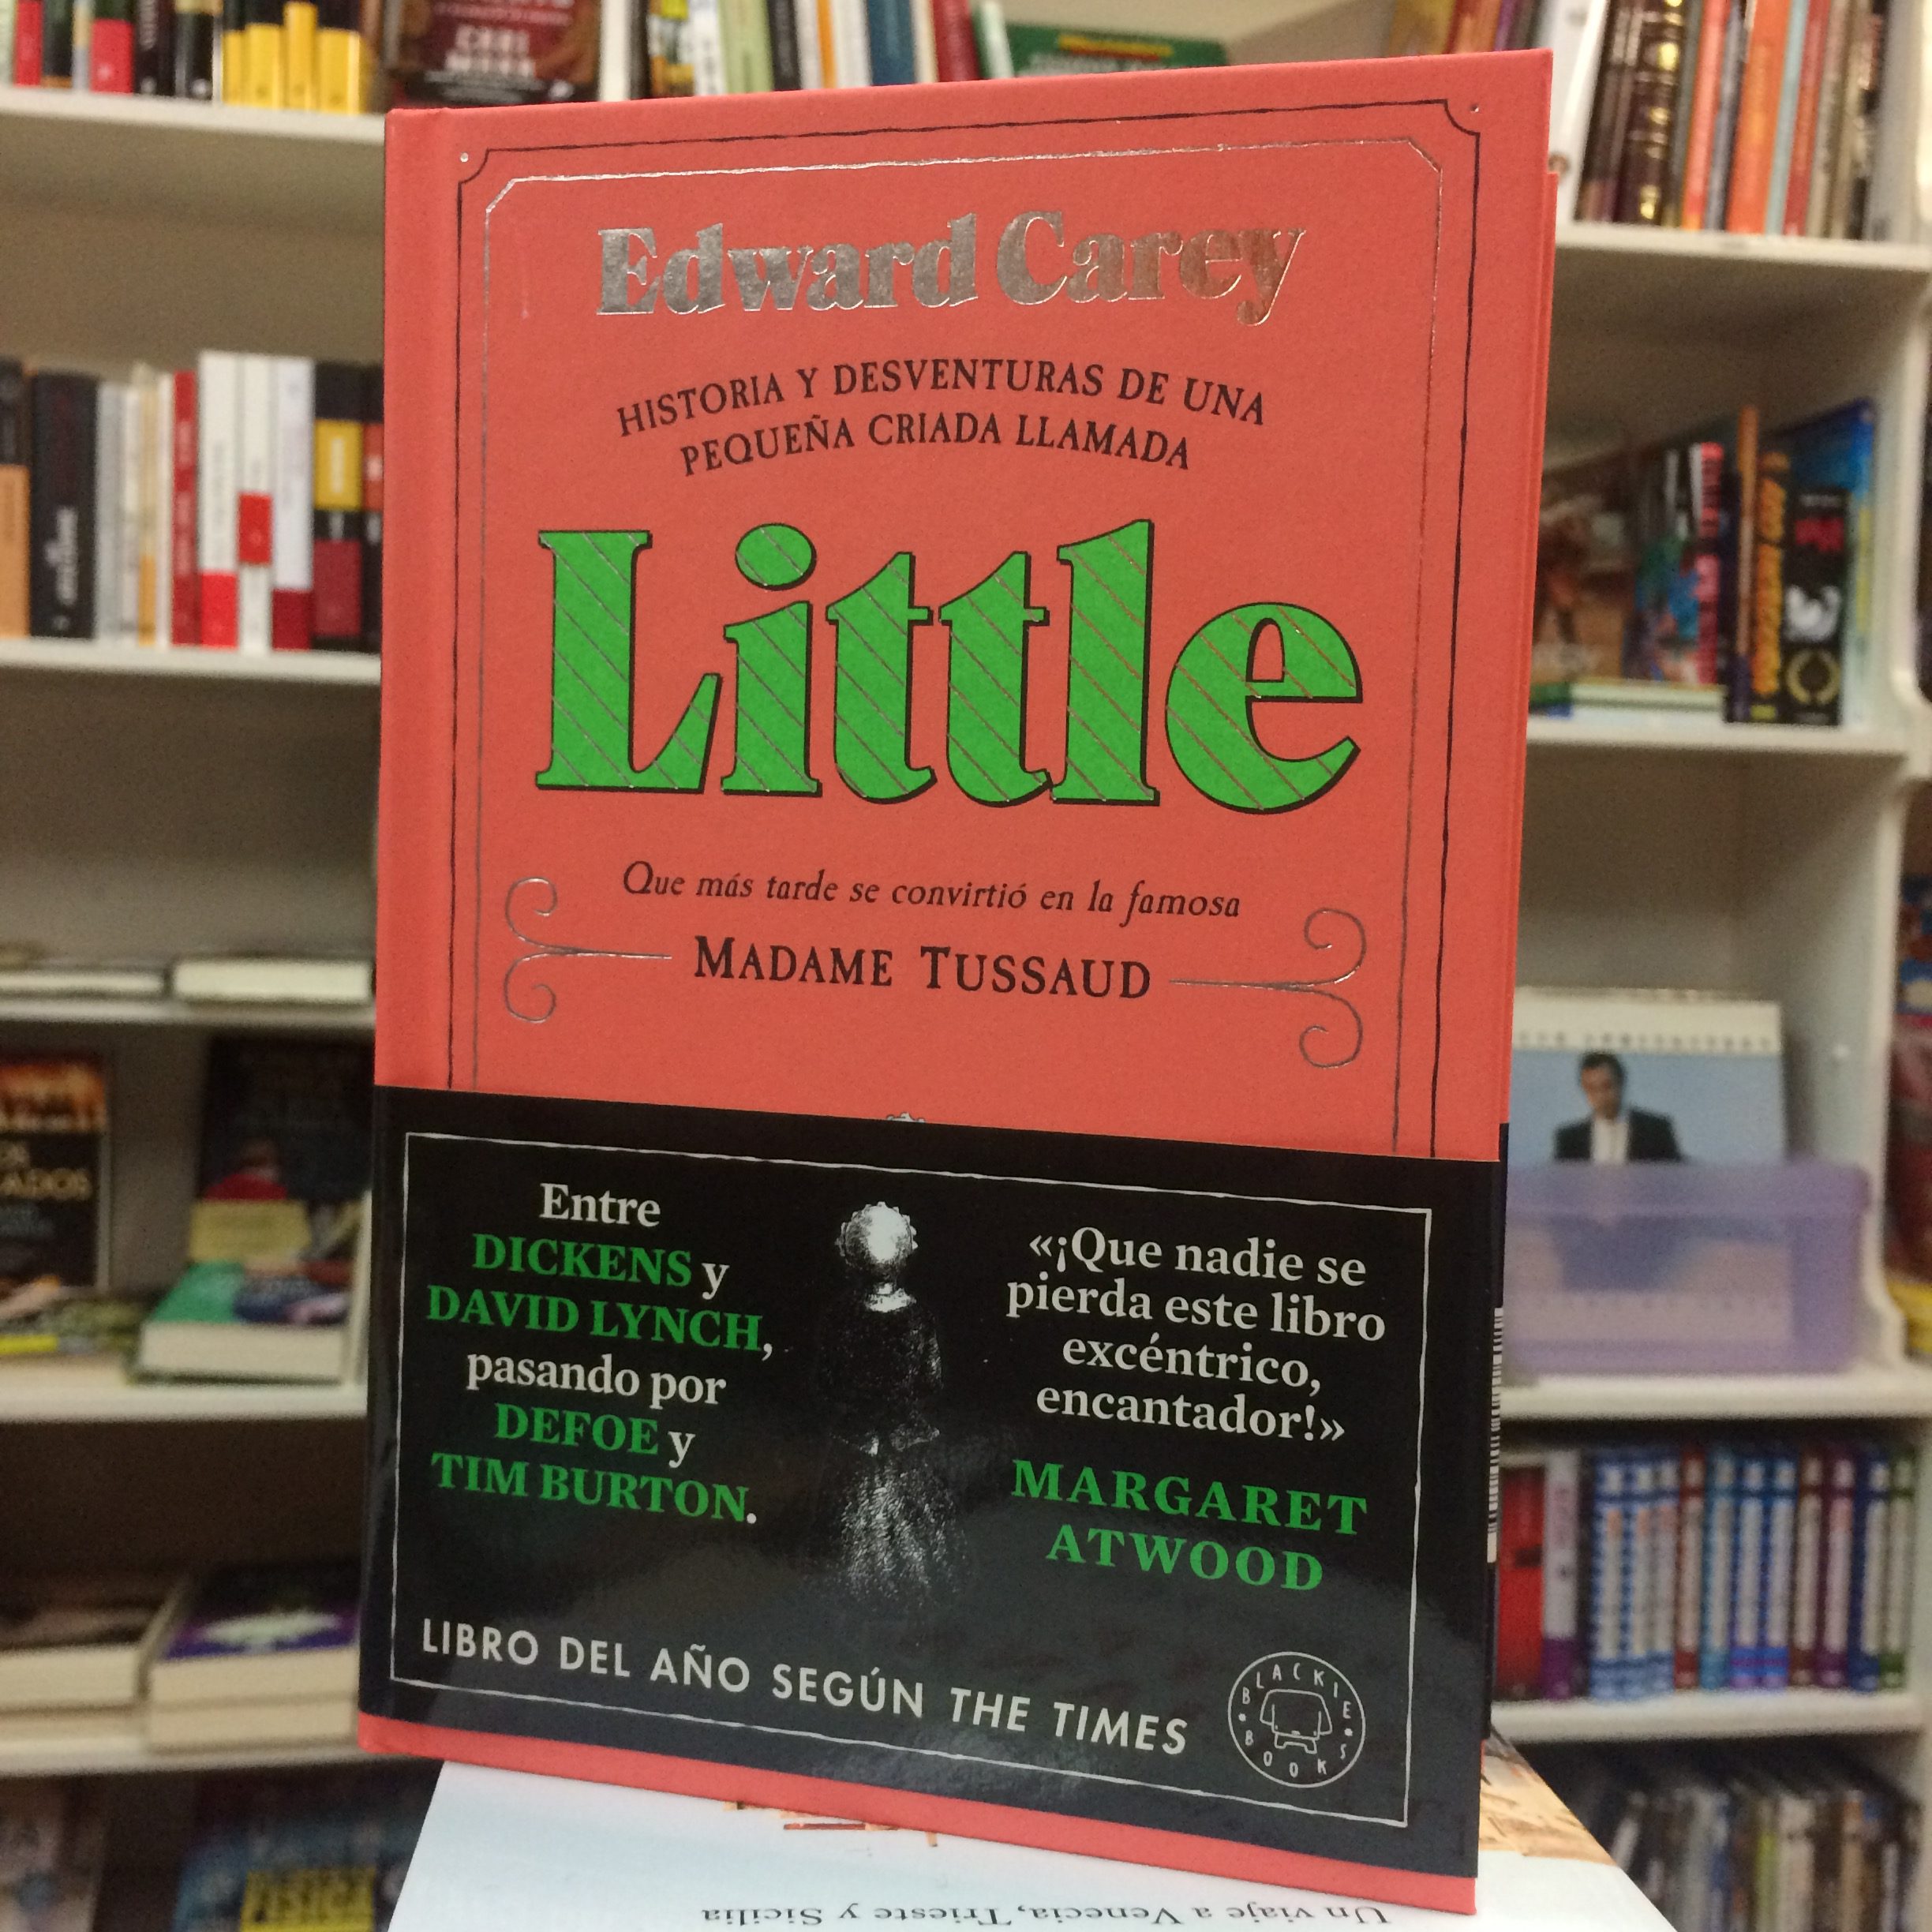 Edward Carey
HISTORIA Y DESVENTURAS DE UNA
PEQUEÑA CRIADA LLAMADA
Little
Que más tarde se convirtió en la famosa
MADAME TUSSAUD
Entre
DICKENS y
DAVID LYNCH,
pasando por
DEFOE y
TIM BURTON.
«¡Que nadie se
pierda este libro
excéntrico,
encantador!»
MARGARET
ATWOOD
LIBRO DEL AÑO SEGÚN THE TIMES
BLACKIE BOOKS
Un viaje a Venecia, Trieste y Sicilia